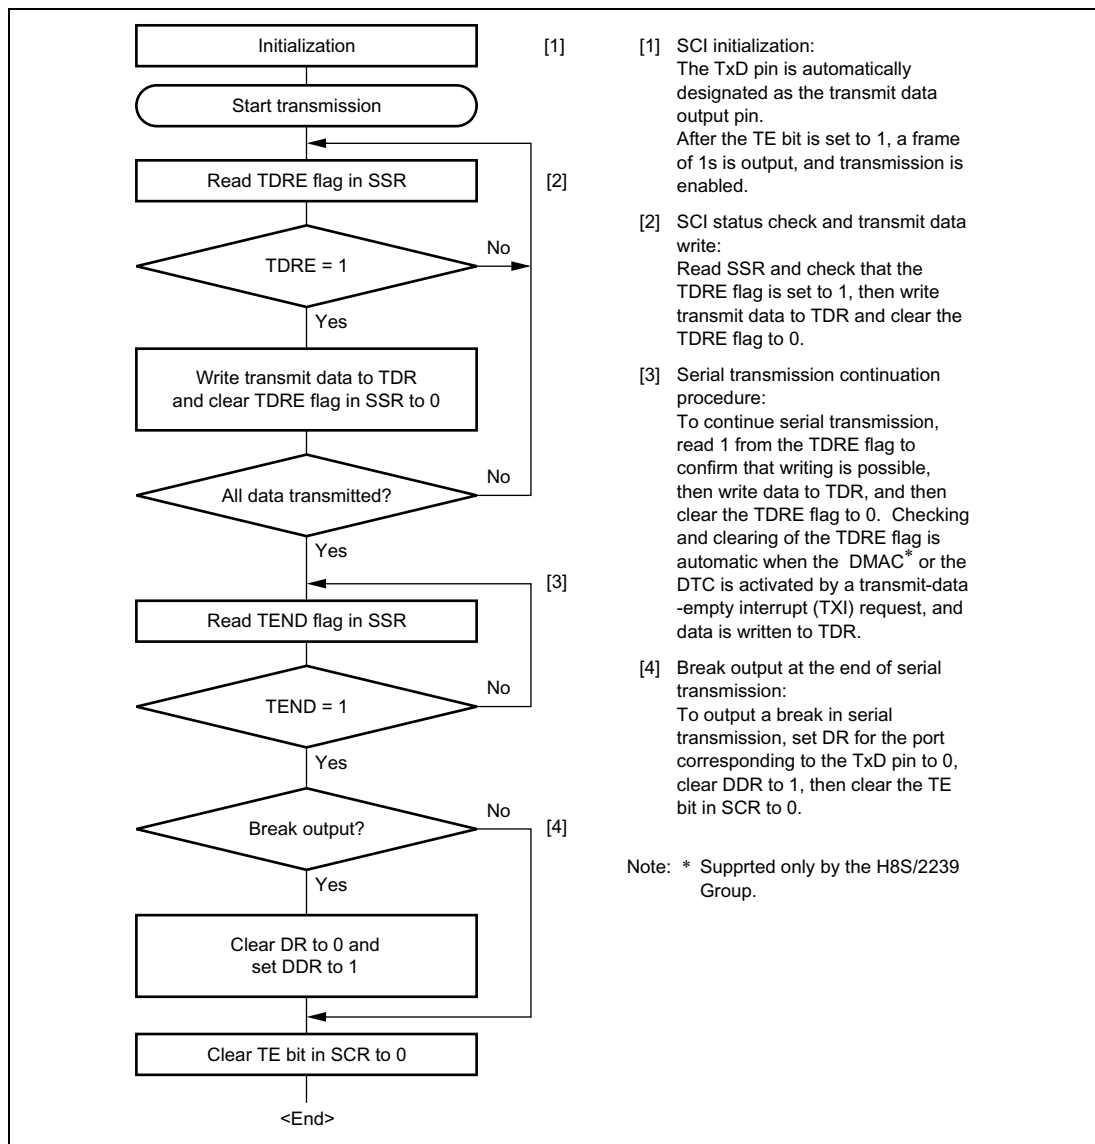 Initialization
[1]
Start transmission
Read TDRE flag in SSR
[2]
TDRE = 1
No
Yes
Write transmit data to TDR
and clear TDRE flag in SSR to 0
All data transmitted?
No
Yes
[3]
Read TEND flag in SSR
TEND = 1
No
Yes
Break output?
No
[4]
Yes
Clear DR to 0 and
set DDR to 1
Clear TE bit in SCR to 0
<End>
[1] SCI initialization:
The TxD pin is automatically
designated as the transmit data
output pin.
After the TE bit is set to 1, a frame
of 1s is output, and transmission is
enabled.
[2] SCI status check and transmit data
write:
Read SSR and check that the
TDRE flag is set to 1, then write
transmit data to TDR and clear the
TDRE flag to 0.
[3] Serial transmission continuation
procedure:
To continue serial transmission,
read 1 from the TDRE flag to
confirm that writing is possible,
then write data to TDR, and then
clear the TDRE flag to 0. Checking
and clearing of the TDRE flag is
automatic when the DMAC* or the
DTC is activated by a transmit-data
-empty interrupt (TXI) request, and
data is written to TDR.
[4] Break output at the end of serial
transmission:
To output a break in serial
transmission, set DR for the port
corresponding to the TxD pin to 0,
clear DDR to 1, then clear the TE
bit in SCR to 0.
Note: * Supprted only by the H8S/2239
Group.